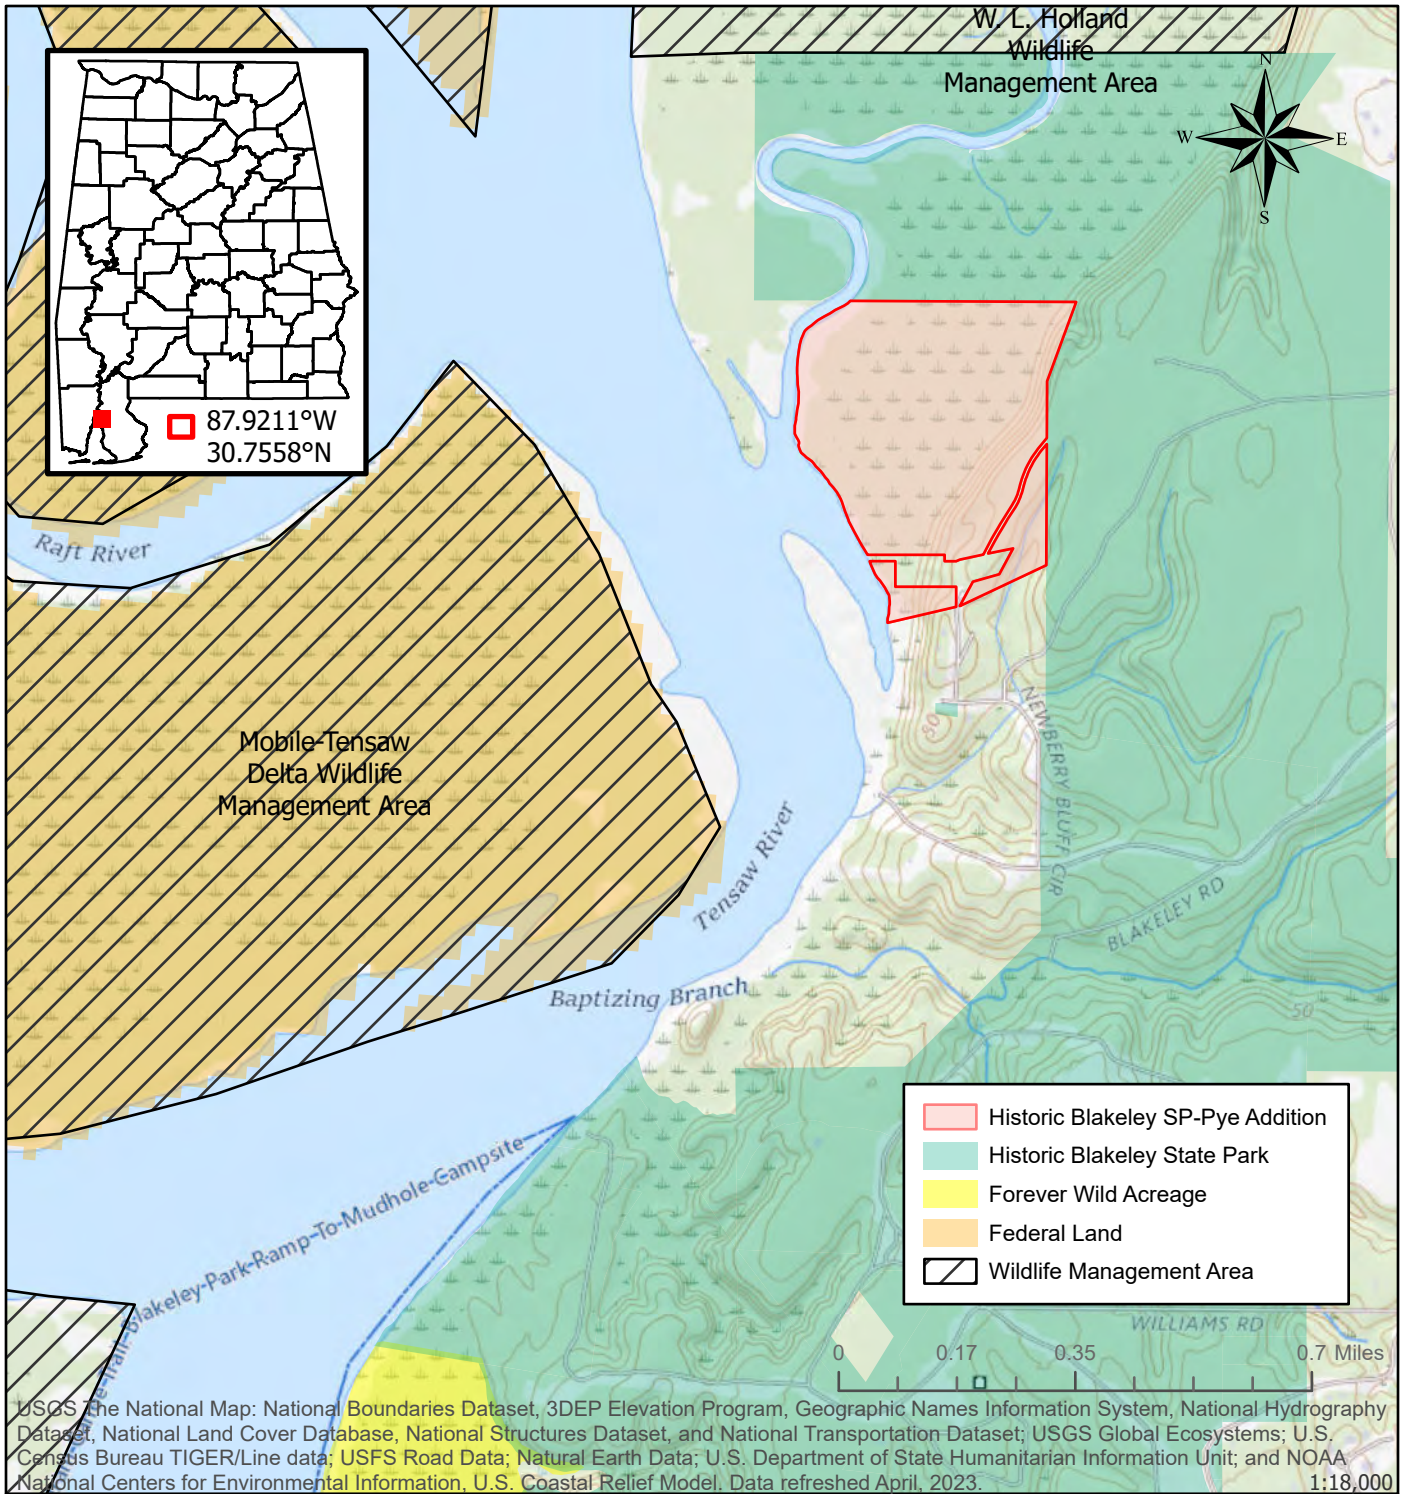 W. L. Holland
Wildlife
Management Area
N
W
E
S
87.9211°W
30.7558°N
Raft River
50
NEWBERRY BLUFF CIR
Mobile-Tensaw
Delta Wildlife
Management Area
Tensaw River
BLAKELEY RD
Baptizing Branch
50
Historic Blakeley SP-Pye Addition
Historic Blakeley State Park
Forever Wild Acreage
Federal Land
Wildlife Management Area
Blakeley-Park-Ramp-To-Mudhole-Campsite
WILLIAMS RD
0 0.17 0.35 0.7 Miles
USGS The National Map: National Boundaries Dataset, 3DEP Elevation Program, Geographic Names Information System, National Hydrography
Dataset, National Land Cover Database, National Structures Dataset, and National Transportation Dataset; USGS Global Ecosystems; U.S.
Census Bureau TIGER/Line data; USFS Road Data; Natural Earth Data; U.S. Department of State Humanitarian Information Unit; and NOAA
National Centers for Environmental Information, U.S. Coastal Relief Model. Data refreshed April, 2023.
1:18,000